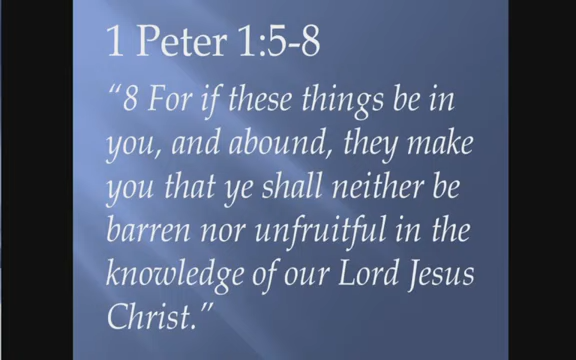 1 Peter 1:5-8
“8 For if these things be in
you, and abound, they make
you that ye shall neither be
barren nor unfruitful in the
knowledge of our Lord Jesus
Christ.”